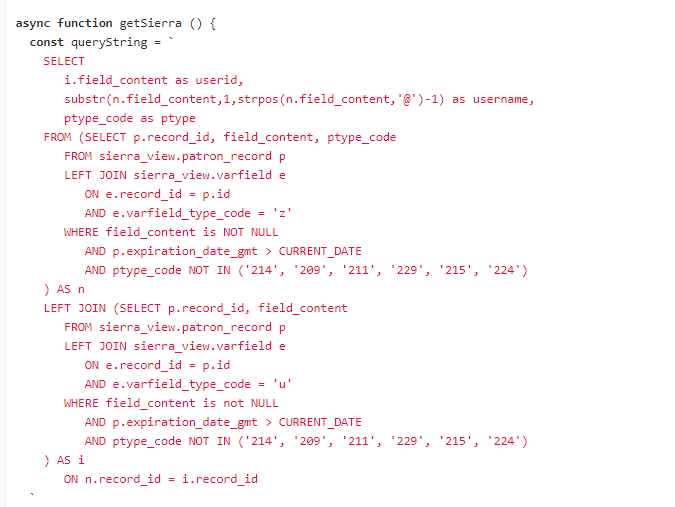 async function getSierra () {
const queryString = `
SELECT
i.field_content as userid,
substr(n.field_content,1,strpos(n.field_content,'@')-1) as username,
ptype_code as ptype
FROM (SELECT p.record_id, field_content, ptype_code
FROM sierra_view.patron_record p
LEFT JOIN sierra_view.varfield e
ON e.record_id = p.id
AND e.varfield_type_code = 'z'
WHERE field_content is NOT NULL
AND p.expiration_date_gmt > CURRENT_DATE
AND ptype_code NOT IN ('214', '209', '211', '229', '215', '224')
) AS n
LEFT JOIN (SELECT p.record_id, field_content
FROM sierra_view.patron_record p
LEFT JOIN sierra_view.varfield e
ON e.record_id = p.id
AND e.varfield_type_code = 'u'
WHERE field_content is not NULL
AND p.expiration_date_gmt > CURRENT_DATE
AND ptype_code NOT IN ('214', '209', '211', '229', '215', '224')
) AS i
ON n.record_id = i.record_id
`